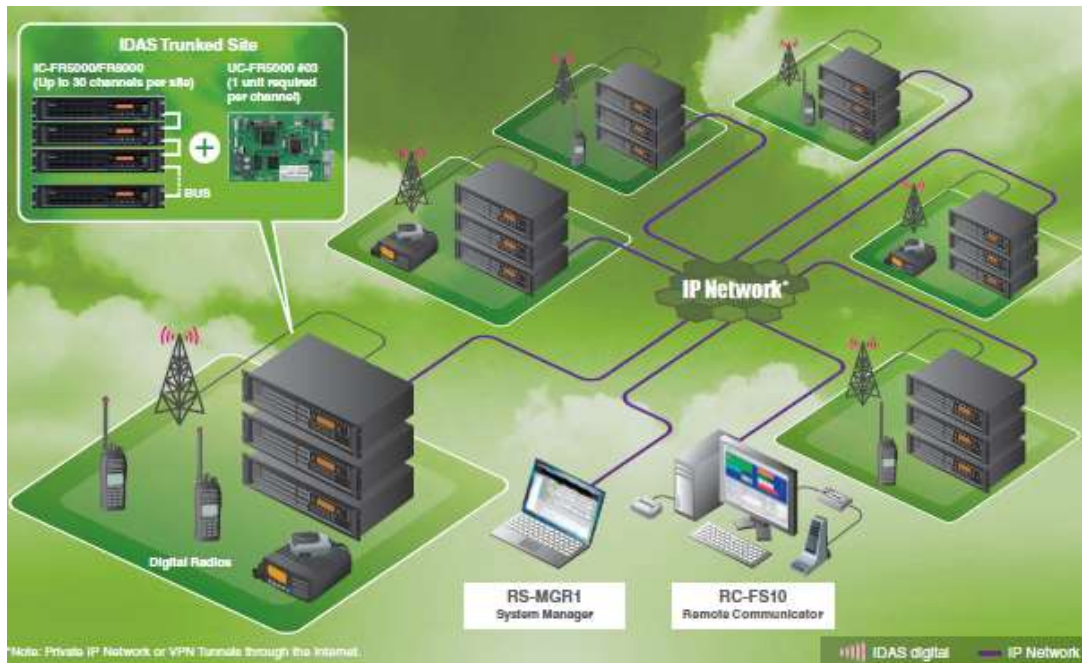 IDAS Trunked Site
IC-FR5000/FR6000
(Up to 30 channels per site)
UC-FR5000 #03
(1 unit required
per channel)
BUS
IP Network*
Digital Radios
RS-MGR1
System Manager
RC-FS10
Remote Communicator
*Note: Private IP Network or VPN Tunnels through the Internet.
IDAS digital
IP Network